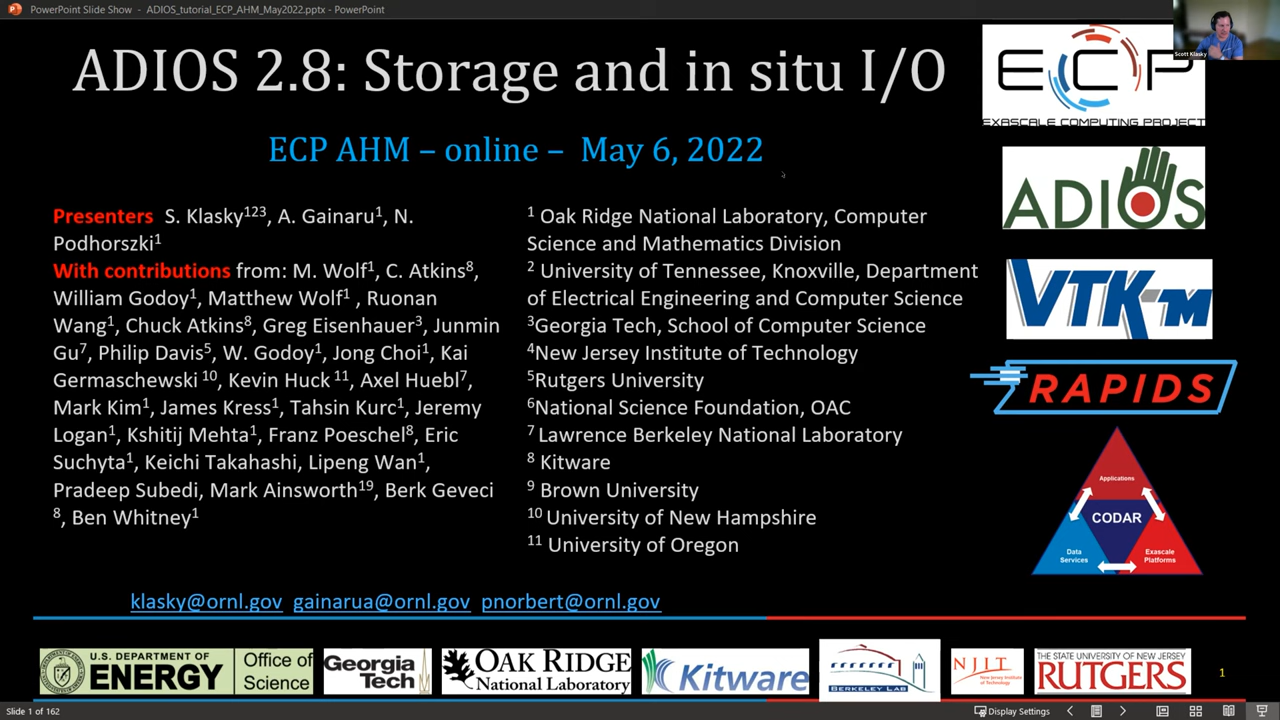 PowerPoint Slide Show - ADIOS_tutorial_ECP_AHM_May2022.pptx - PowerPoint
Scott Klasky
ADIOS 2.8: Storage and in situ I/O
ECP AHM – online – May 6, 2022
Presenters S. Klasky123, A. Gainaru1, N.
Podhorszki1
With contributions from: M. Wolf1, C. Atkins8,
William Godoy1, Matthew Wolf1 , Ruonan
Wang1, Chuck Atkins8, Greg Eisenhauer3, Junmin
Gu7, Philip Davis5, W. Godoy1, Jong Choi1, Kai
Germaschewski 10, Kevin Huck 11, Axel Huebl7,
Mark Kim1, James Kress1, Tahsin Kurc1, Jeremy
Logan1, Kshitij Mehta1, Franz Poeschel8, Eric
Suchyta1, Keichi Takahashi, Lipeng Wan1,
Pradeep Subedi, Mark Ainsworth19, Berk Geveci
8, Ben Whitney1
1 Oak Ridge National Laboratory, Computer
Science and Mathematics Division
2 University of Tennessee, Knoxville, Department
of Electrical Engineering and Computer Science
3Georgia Tech, School of Computer Science
4New Jersey Institute of Technology
5Rutgers University
6National Science Foundation, OAC
7 Lawrence Berkeley National Laboratory
8 Kitware
9 Brown University
10 University of New Hampshire
11 University of Oregon
klasky@ornl.gov gainarua@ornl.gov pnorbert@ornl.gov
ECP
EXASCALE COMPUTING PROJECT
ADIOS
VTK-m
RAPIDS
Applications
CODAR
Data
Services
Exascale
Platforms
U.S. DEPARTMENT OF
ENERGY
Office of
Science
Georgia
Tech
OAK RIDGE
National Laboratory
Kitware
BERKELEY LAB
NJIT
New Jersey Institute
of Technology
THE STATE UNIVERSITY OF NEW JERSEY
RUTGERS
1
Slide 1 of 162
Display Settings